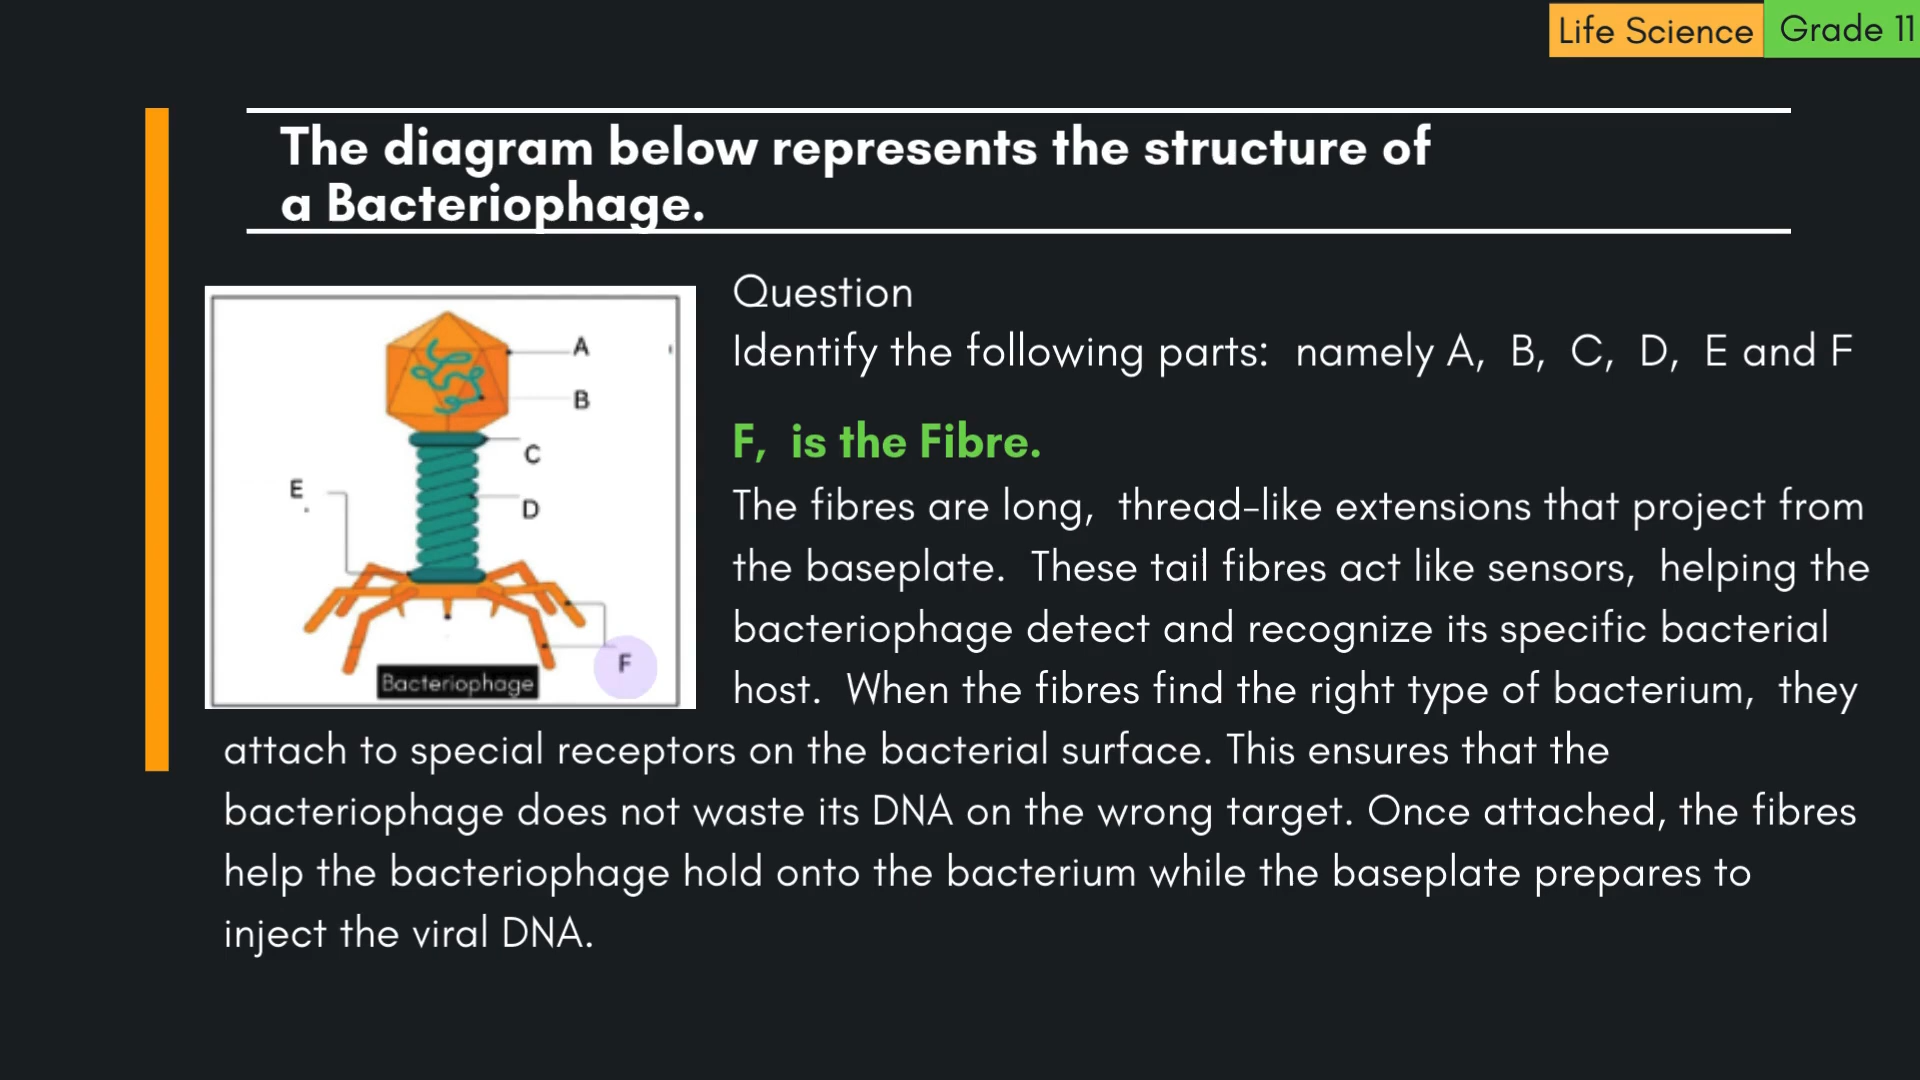 Life Science Grade 11
The diagram below represents the structure of
a Bacteriophage.
Question
Identify the following parts: namely A, B, C, D, E and F
F, is the Fibre.
The fibres are long, thread-like extensions that project from
the baseplate. These tail fibres act like sensors, helping the
bacteriophage detect and recognize its specific bacterial
host. When the fibres find the right type of bacterium, they
attach to special receptors on the bacterial surface. This ensures that the
bacteriophage does not waste its DNA on the wrong target. Once attached, the fibres
help the bacteriophage hold onto the bacterium while the baseplate prepares to
inject the viral DNA.
A
B
C
E
D
F
Bacteriophage